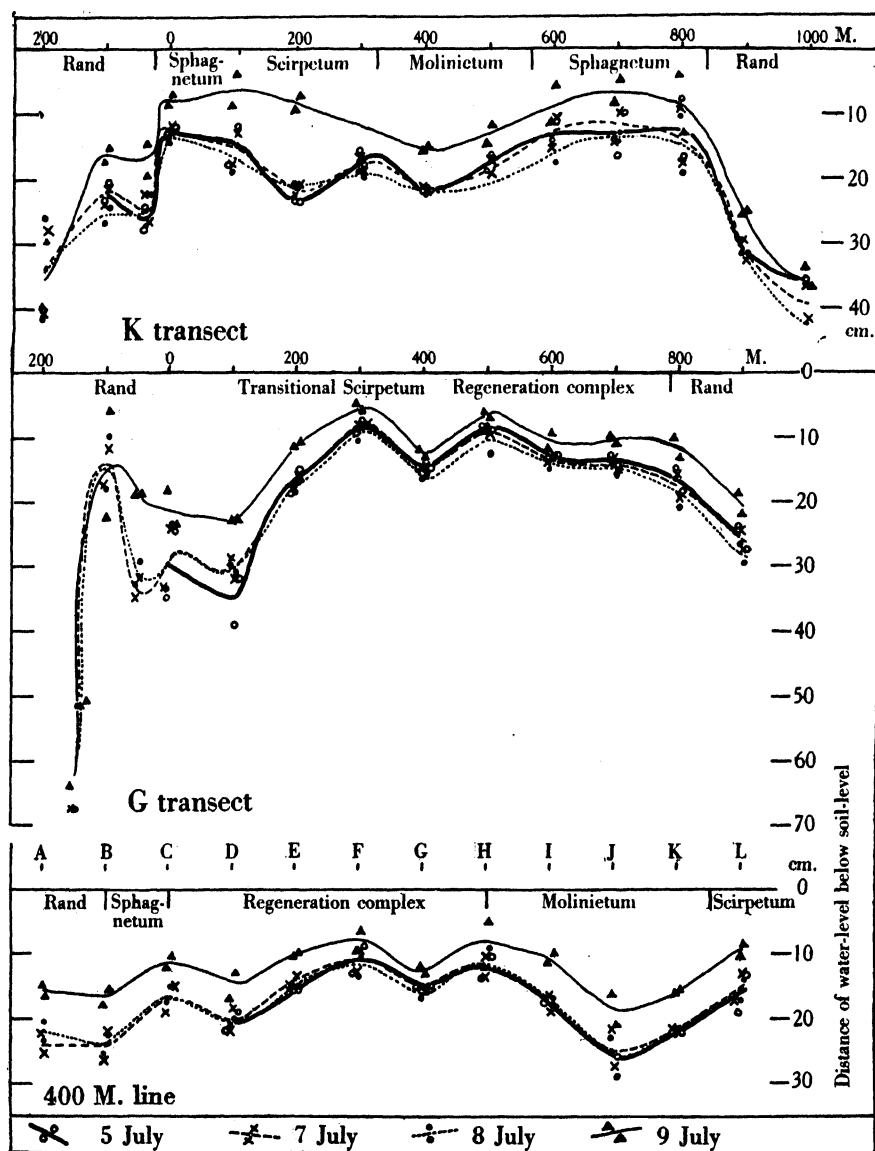 200 0 200 400 600 800 1000 M.
Rand Sphag- netum Scirpetum Molinictum Sphagnetum Rand
10
20
30
40
cm.
K transect
200 0 200 400 600 800 M.
0
Rand Transitional Scirpetum Regeneration complex Rand
10
20
30
40
50
60
70
G transect
Distance of water-level below soil-level
A B C D E F G H I J K L cm.
0
Rand Sphag- netum Regeneration complex Molinietum Scirpetum
10
20
30
400 M. line
5 July 7 July 8 July 9 July